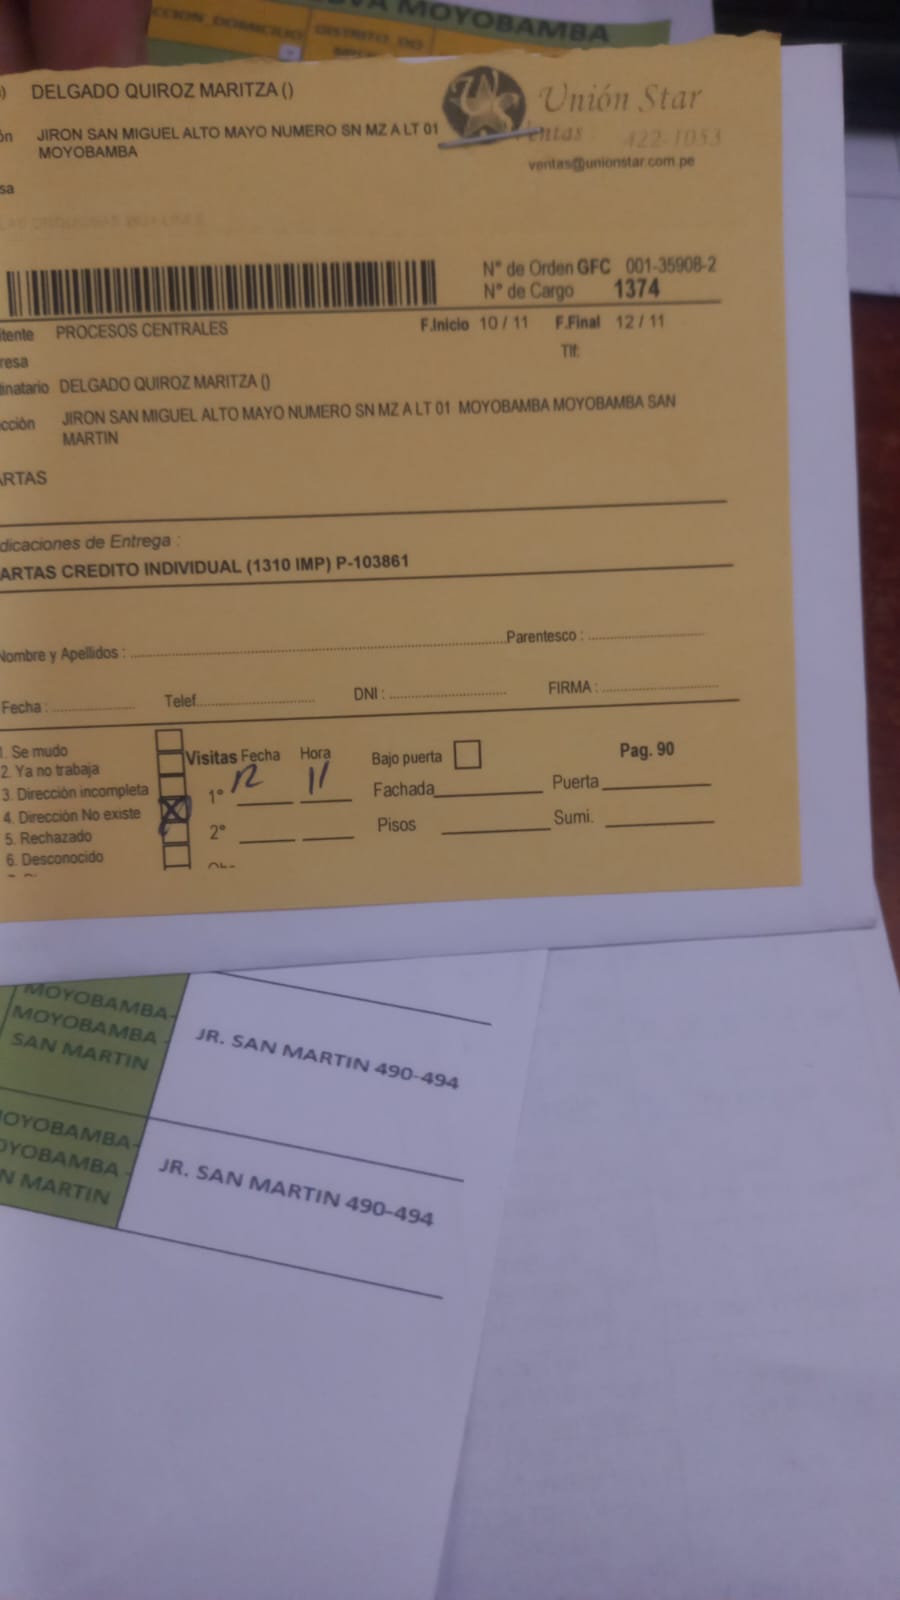 MOYOBAMBA
DISTRITO_DO
DELGADO QUIROZ MARITZA ()
Unión Star
JIRON SAN MIGUEL ALTO MAYO NUMERO SN MZ A LT 01
MOYOBAMBA
422-1053
ventas@unionstar.com.pe
N° de Orden GFC 001-35908-2
N° de Cargo 1374
PROCESOS CENTRALES
F.Inicio 10 / 11 F.Final 12 / 11
Tlf:
inatario DELGADO QUIROZ MARITZA ()
cción JIRON SAN MIGUEL ALTO MAYO NUMERO SN MZ A LT 01 MOYOBAMBA MOYOBAMBA SAN
MARTIN
ARTAS
dicaciones de Entrega :
ARTAS CREDITO INDIVIDUAL (1310 IMP) P-103861
Nombre y Apellidos : Parentesco :
Fecha : Telef. DNI : FIRMA :
1. Se mudo
2. Ya no trabaja
3. Dirección incompleta
4. Dirección No existe
5. Rechazado
6. Desconocido
Visitas Fecha Hora
1° 12 11
2°
Bajo puerta
Pag. 90
Fachada Puerta
Pisos Sumi.
MOYOBAMBA-
MOYOBAMBA -
SAN MARTIN
JR. SAN MARTIN 490-494
MOYOBAMBA-
OYOBAMBA -
N MARTIN
JR. SAN MARTIN 490-494